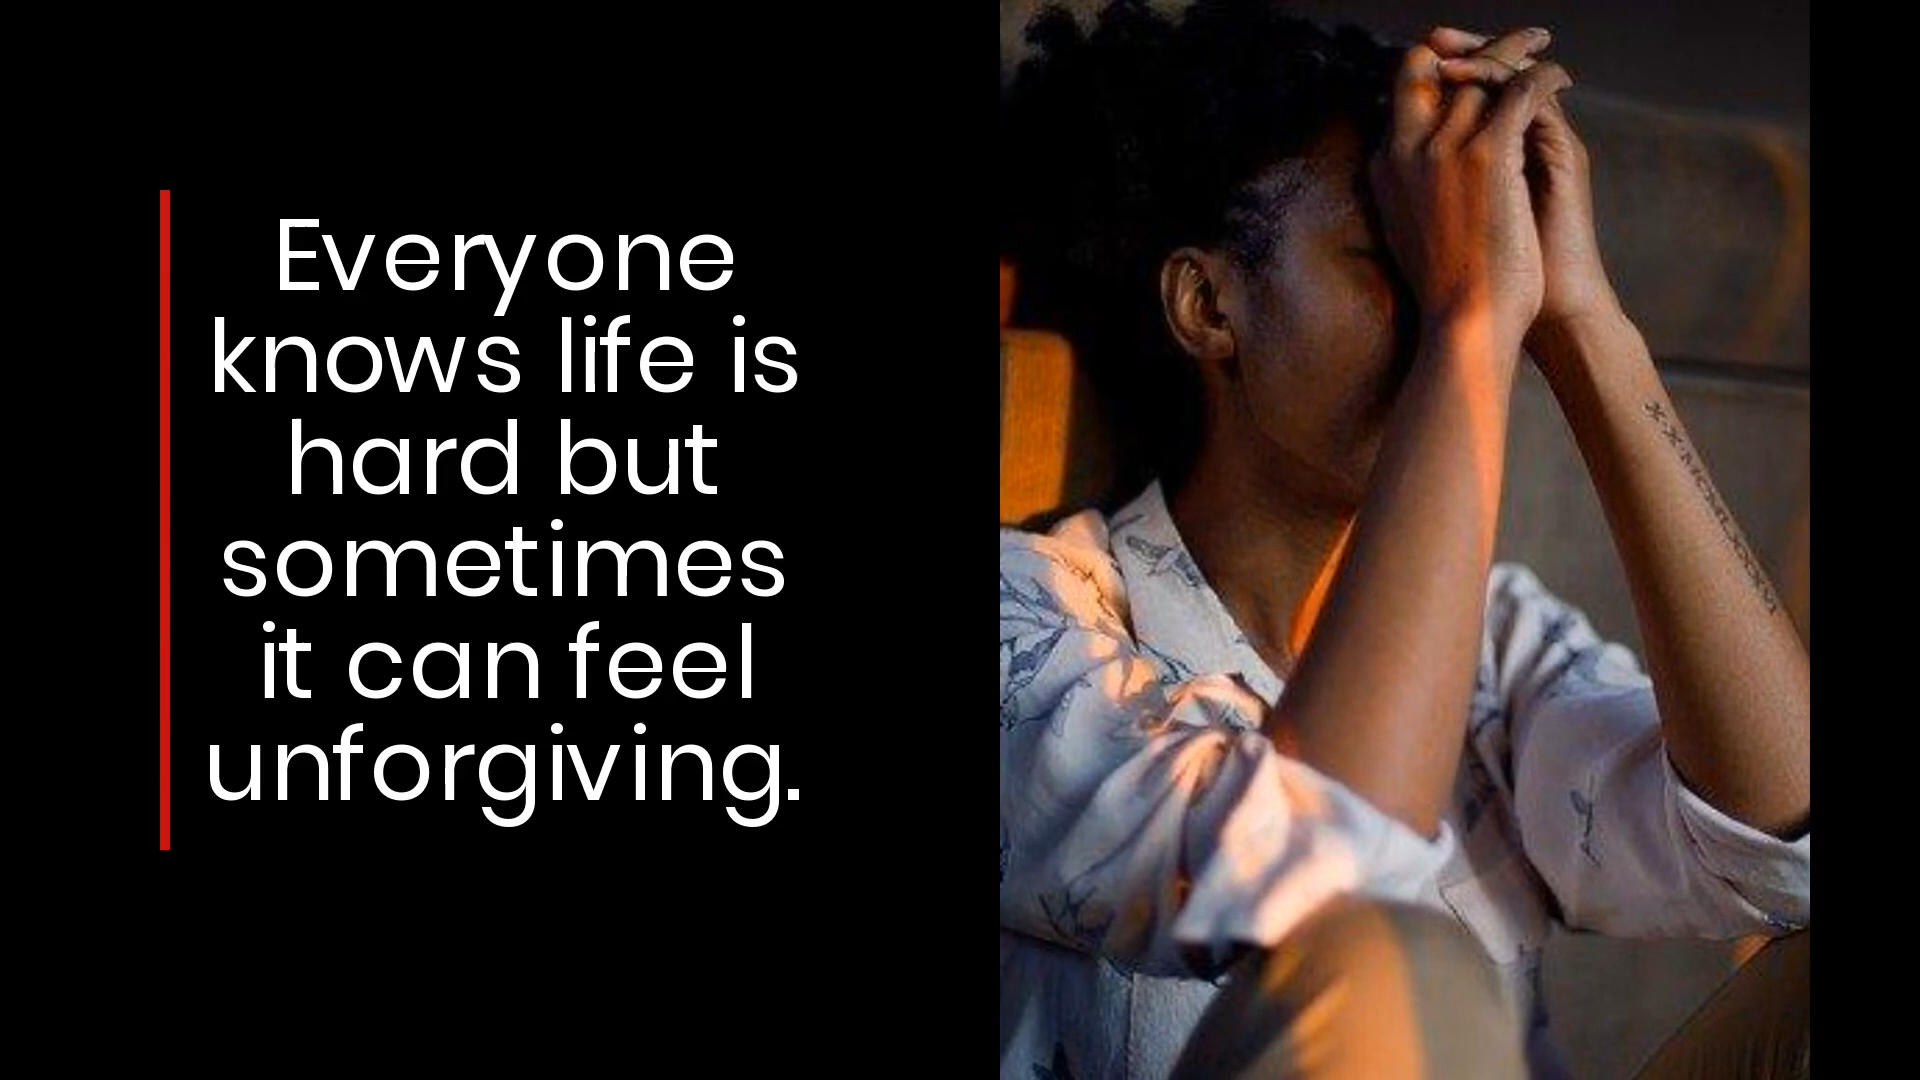 Everyone
knows life is
hard but
sometimes
it can feel
unforgiving.